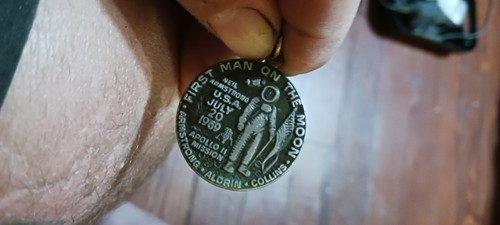 FIRST MAN ON THE MOON
NEIL
ARMSTRONG
U.S.A.
JULY
20
1969
APOLLO 11
MISSION
ARMSTRONG · ALDRIN · COLLINS